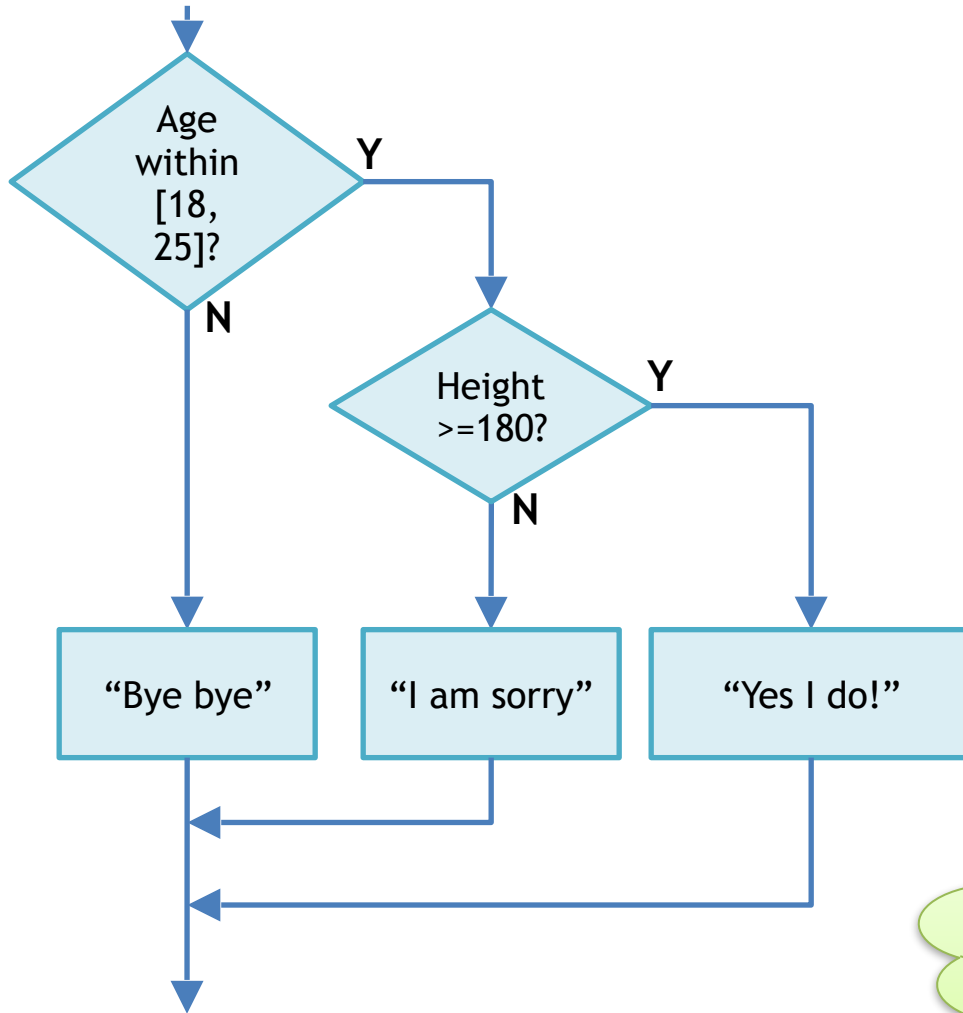 Age
within
[18,
25]?
Y
N
Height
>=180?
Y
N
“Bye bye”
“I am sorry”
“Yes I do!”